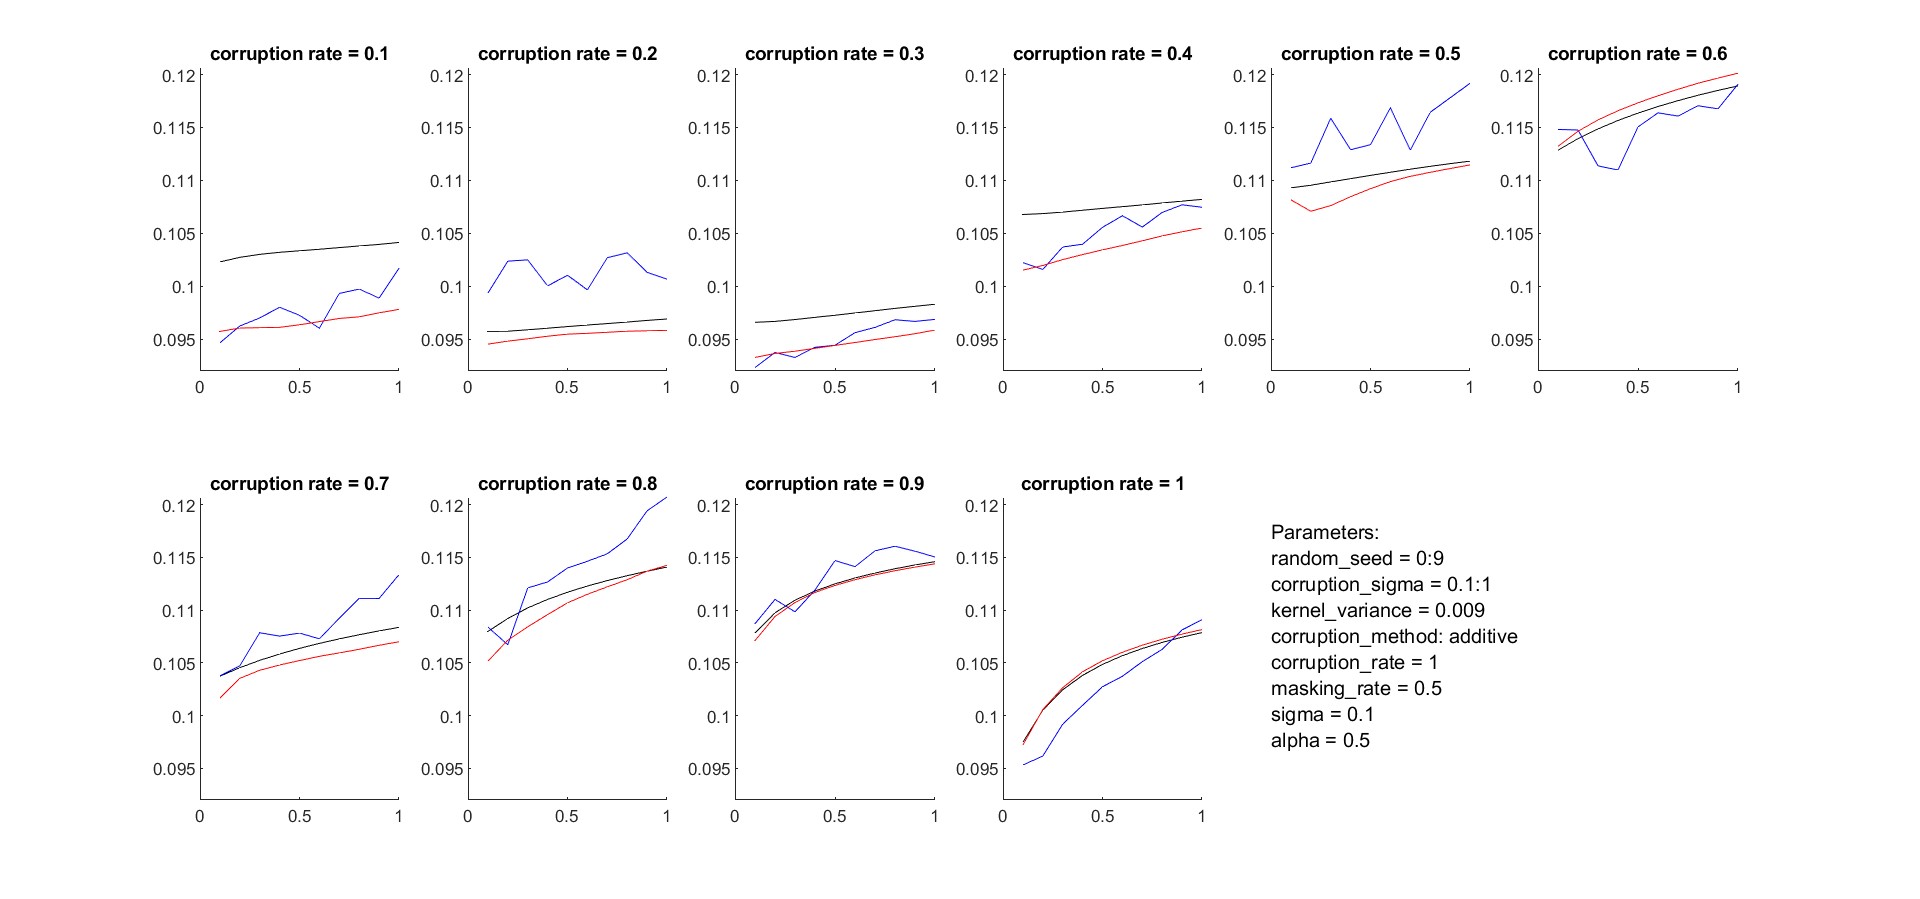 corruption rate = 0.1
0.12
0.115
0.11
0.105
0.1
0.095
0 0.5 1
corruption rate = 0.2
0.12
0.115
0.11
0.105
0.1
0.095
0 0.5 1
corruption rate = 0.3
0.12
0.115
0.11
0.105
0.1
0.095
0 0.5 1
corruption rate = 0.4
0.12
0.115
0.11
0.105
0.1
0.095
0 0.5 1
corruption rate = 0.5
0.12
0.115
0.11
0.105
0.1
0.095
0 0.5 1
corruption rate = 0.6
0.12
0.115
0.11
0.105
0.1
0.095
0 0.5 1
corruption rate = 0.7
0.12
0.115
0.11
0.105
0.1
0.095
0 0.5 1
corruption rate = 0.8
0.12
0.115
0.11
0.105
0.1
0.095
0 0.5 1
corruption rate = 0.9
0.12
0.115
0.11
0.105
0.1
0.095
0 0.5 1
corruption rate = 1
0.12
0.115
0.11
0.105
0.1
0.095
0 0.5 1
Parameters:
random_seed = 0:9
corruption_sigma = 0.1:1
kernel_variance = 0.009
corruption_method: additive
corruption_rate = 1
masking_rate = 0.5
sigma = 0.1
alpha = 0.5